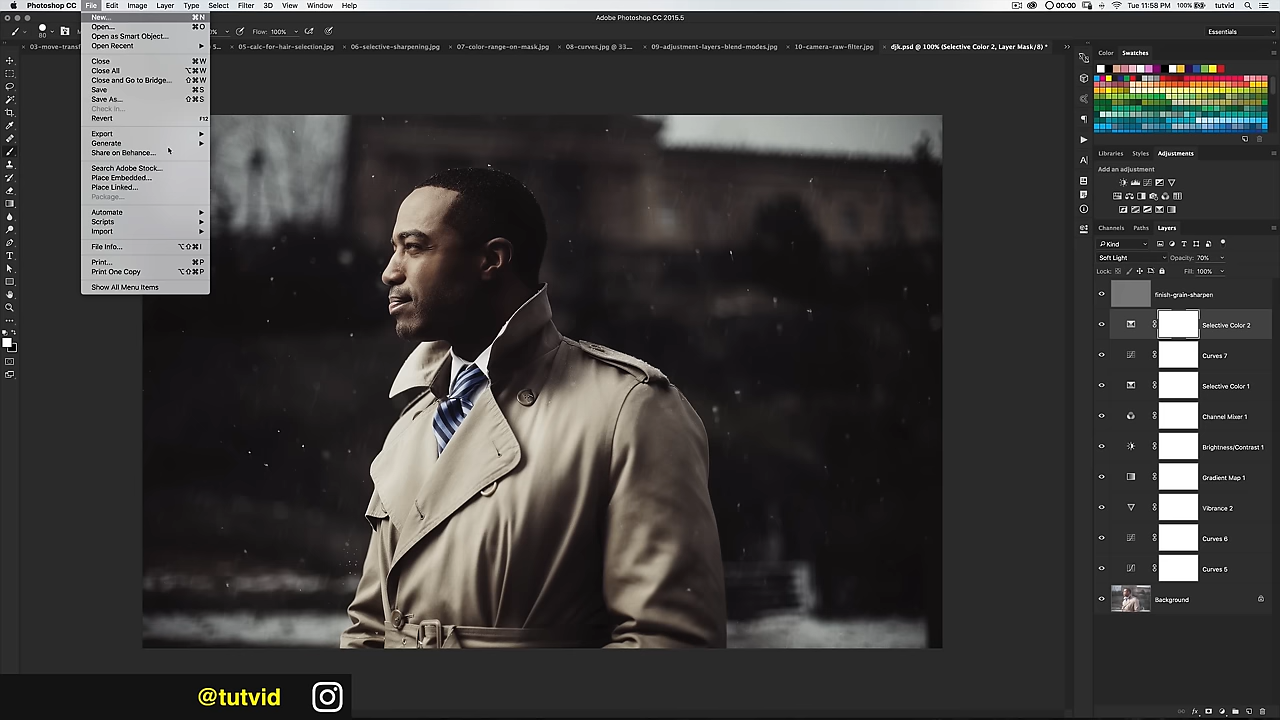 Photoshop CC File Edit Image Layer Type Select Filter 3D View Window Help
00:00 100% Tue 11:58 PM tutvid
Adobe Photoshop CC 2015.5
80 Flow: 100% Essentials
03-move-transf 05-calc-for-hair-selection.jpg 06-selective-sharpening.jpg 07-color-range-on-mask.jpg 08-curves.jpg @ 33... 09-adjustment-layers-blend-modes.jpg 10-camera-raw-filter.jpg djk.psd @ 100% (Selective Color 2, Layer Mask/8) *
New... ⌘N
Open... ⌘O
Open as Smart Object...
Open Recent
Close ⌘W
Close All ⌥⌘W
Close and Go to Bridge... ⇧⌘W
Save ⌘S
Save As... ⇧⌘S
Check In...
Revert F12
Export
Generate
Share on Behance...
Search Adobe Stock...
Place Embedded...
Place Linked...
Package...
Automate
Scripts
Import
File Info... ⌥⇧⌘I
Print... ⌘P
Print One Copy ⌥⇧⌘P
Show All Menu Items
Color Swatches
Libraries Styles Adjustments
Add an adjustment
Channels Paths Layers
Kind
Soft Light Opacity: 70%
Lock: Fill: 100%
finish-grain-sharpen
Selective Color 2
Curves 7
Selective Color 1
Channel Mixer 1
Brightness/Contrast 1
Gradient Map 1
Vibrance 2
Curves 6
Curves 5
Background
@tutvid